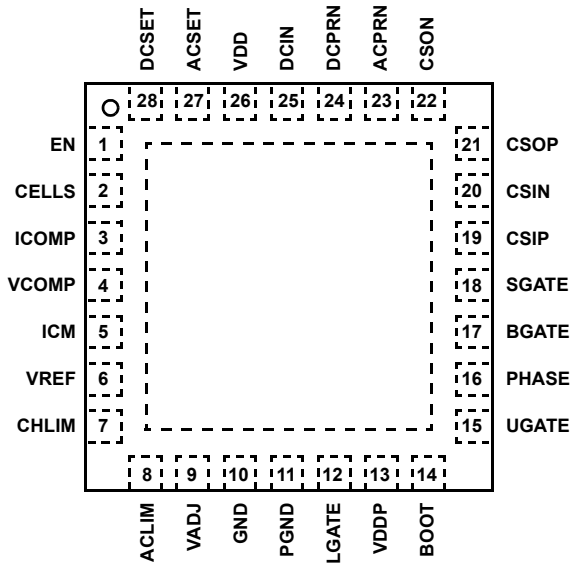 DCSET
ACSET
VDD
DCIN
DCPRN
ACPRN
CSON
28 27 26 25 24 23 22
EN 1
CELLS 2
ICOMP 3
VCOMP 4
ICM 5
VREF 6
CHLIM 7
21 CSOP
20 CSIN
19 CSIP
18 SGATE
17 BGATE
16 PHASE
15 UGATE
8 9 10 11 12 13 14
ACLIM
VADJ
GND
PGND
LGATE
VDDP
BOOT